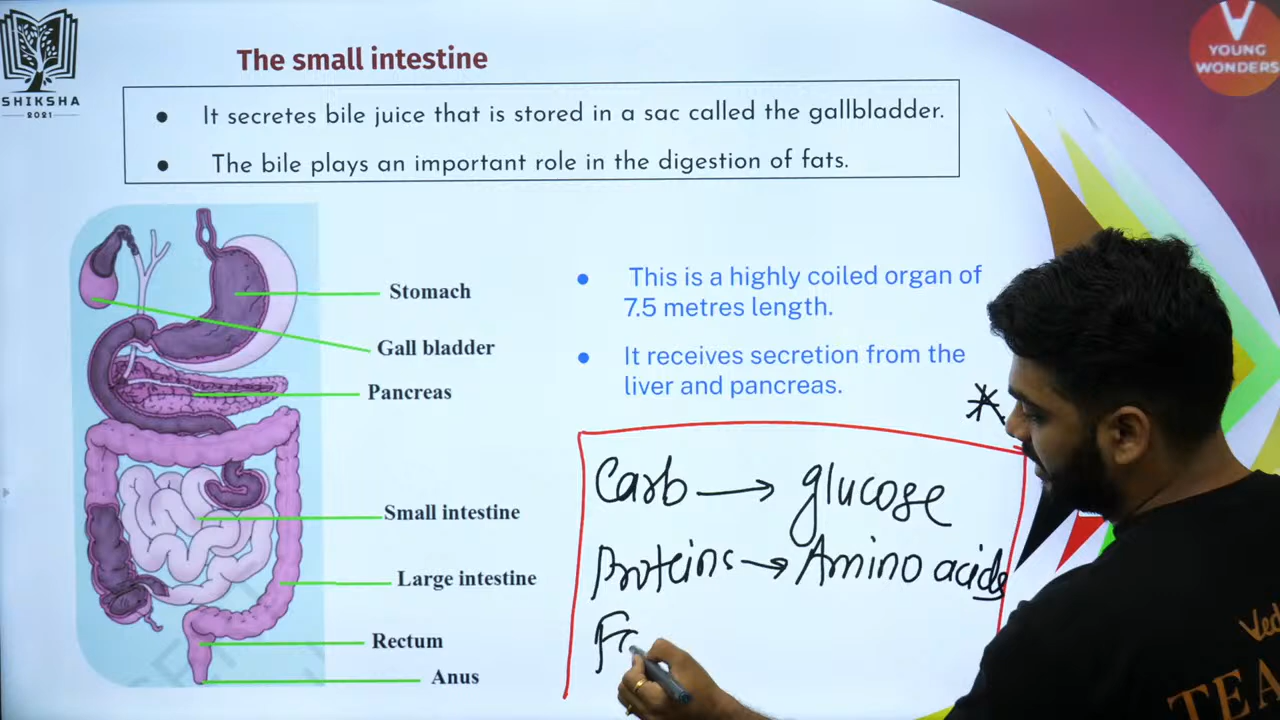 SHIKSHA
2021
The small intestine
YOUNG
WONDERS
● It secretes bile juice that is stored in a sac called the gallbladder.
● The bile plays an important role in the digestion of fats.
Stomach
Gall bladder
Pancreas
Small intestine
Large intestine
Rectum
Anus
● This is a highly coiled organ of
7.5 metres length.
● It receives secretion from the
liver and pancreas.
Carb → glucose
Proteins → Amino acids
Fa
Ved
TEA